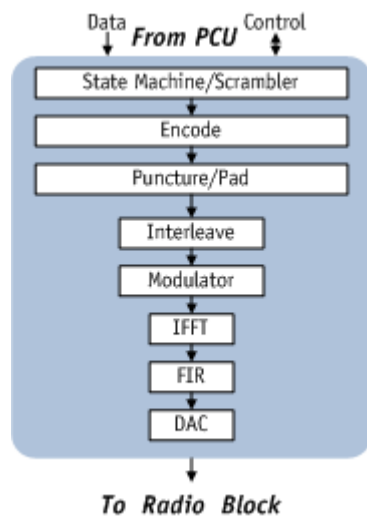 Data From PCU Control
State Machine/Scrambler
Encode
Puncture/Pad
Interleave
Modulator
IFFT
FIR
DAC
To Radio Block